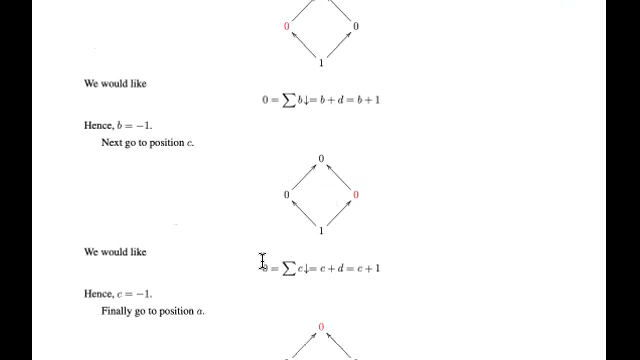 0 0
1
We would like
0 = ∑ b↓= b + d = b + 1
Hence, b = −1.
Next go to position c.
0
0 0
1
We would like
0 = ∑ c↓= c + d = c + 1
Hence, c = −1.
Finally go to position a.
0